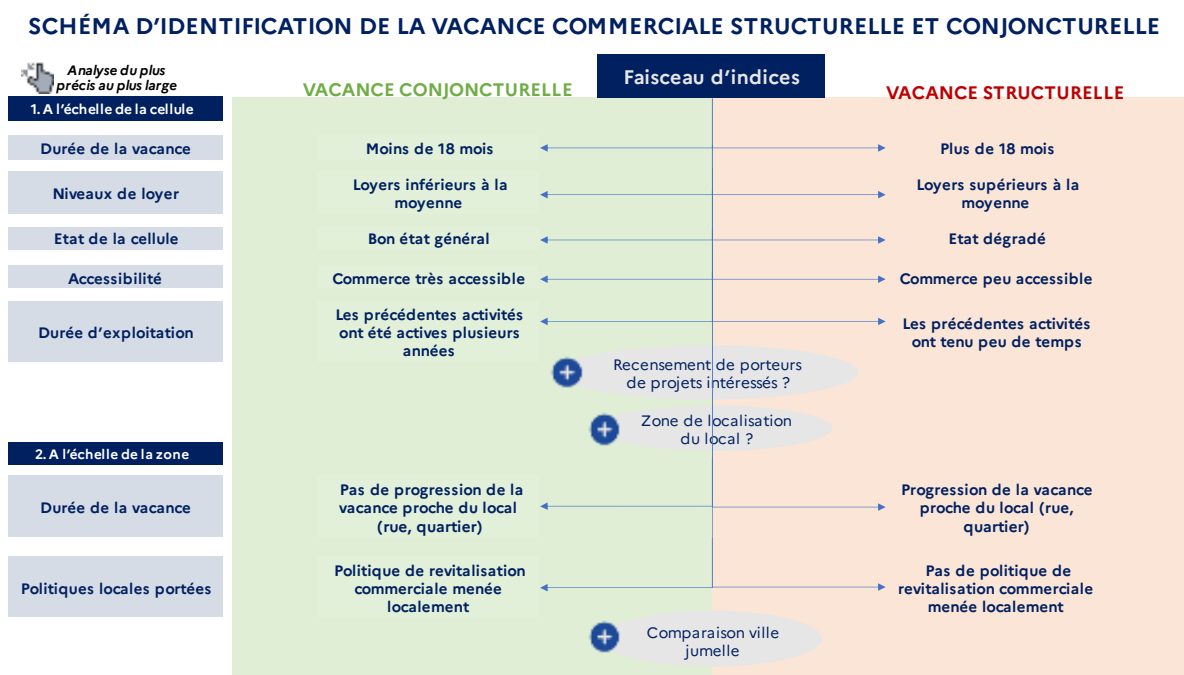 SCHÉMA D’IDENTIFICATION DE LA VACANCE COMMERCIALE STRUCTURELLE ET CONJONCTURELLE
Analyse du plus
précis au plus large
Faisceau d’indices
VACANCE CONJONCTURELLE
VACANCE STRUCTURELLE
1. A l’échelle de la cellule
Durée de la vacance
Moins de 18 mois
Plus de 18 mois
Niveaux de loyer
Loyers inférieurs à la
moyenne
Loyers supérieurs à la
moyenne
Etat de la cellule
Bon état général
Etat dégradé
Accessibilité
Commerce très accessible
Commerce peu accessible
Durée d’exploitation
Les précédentes activités
ont été actives plusieurs
années
Les précédentes activités
ont tenu peu de temps
Recensement de porteurs
de projets intéressés ?
Zone de localisation
du local ?
2. A l’échelle de la zone
Durée de la vacance
Pas de progression de la
vacance proche du local
(rue, quartier)
Progression de la vacance
proche du local (rue,
quartier)
Politiques locales portées
Politique de revitalisation
commerciale menée
localement
Pas de politique de
revitalisation commerciale
menée localement
Comparaison ville
jumelle